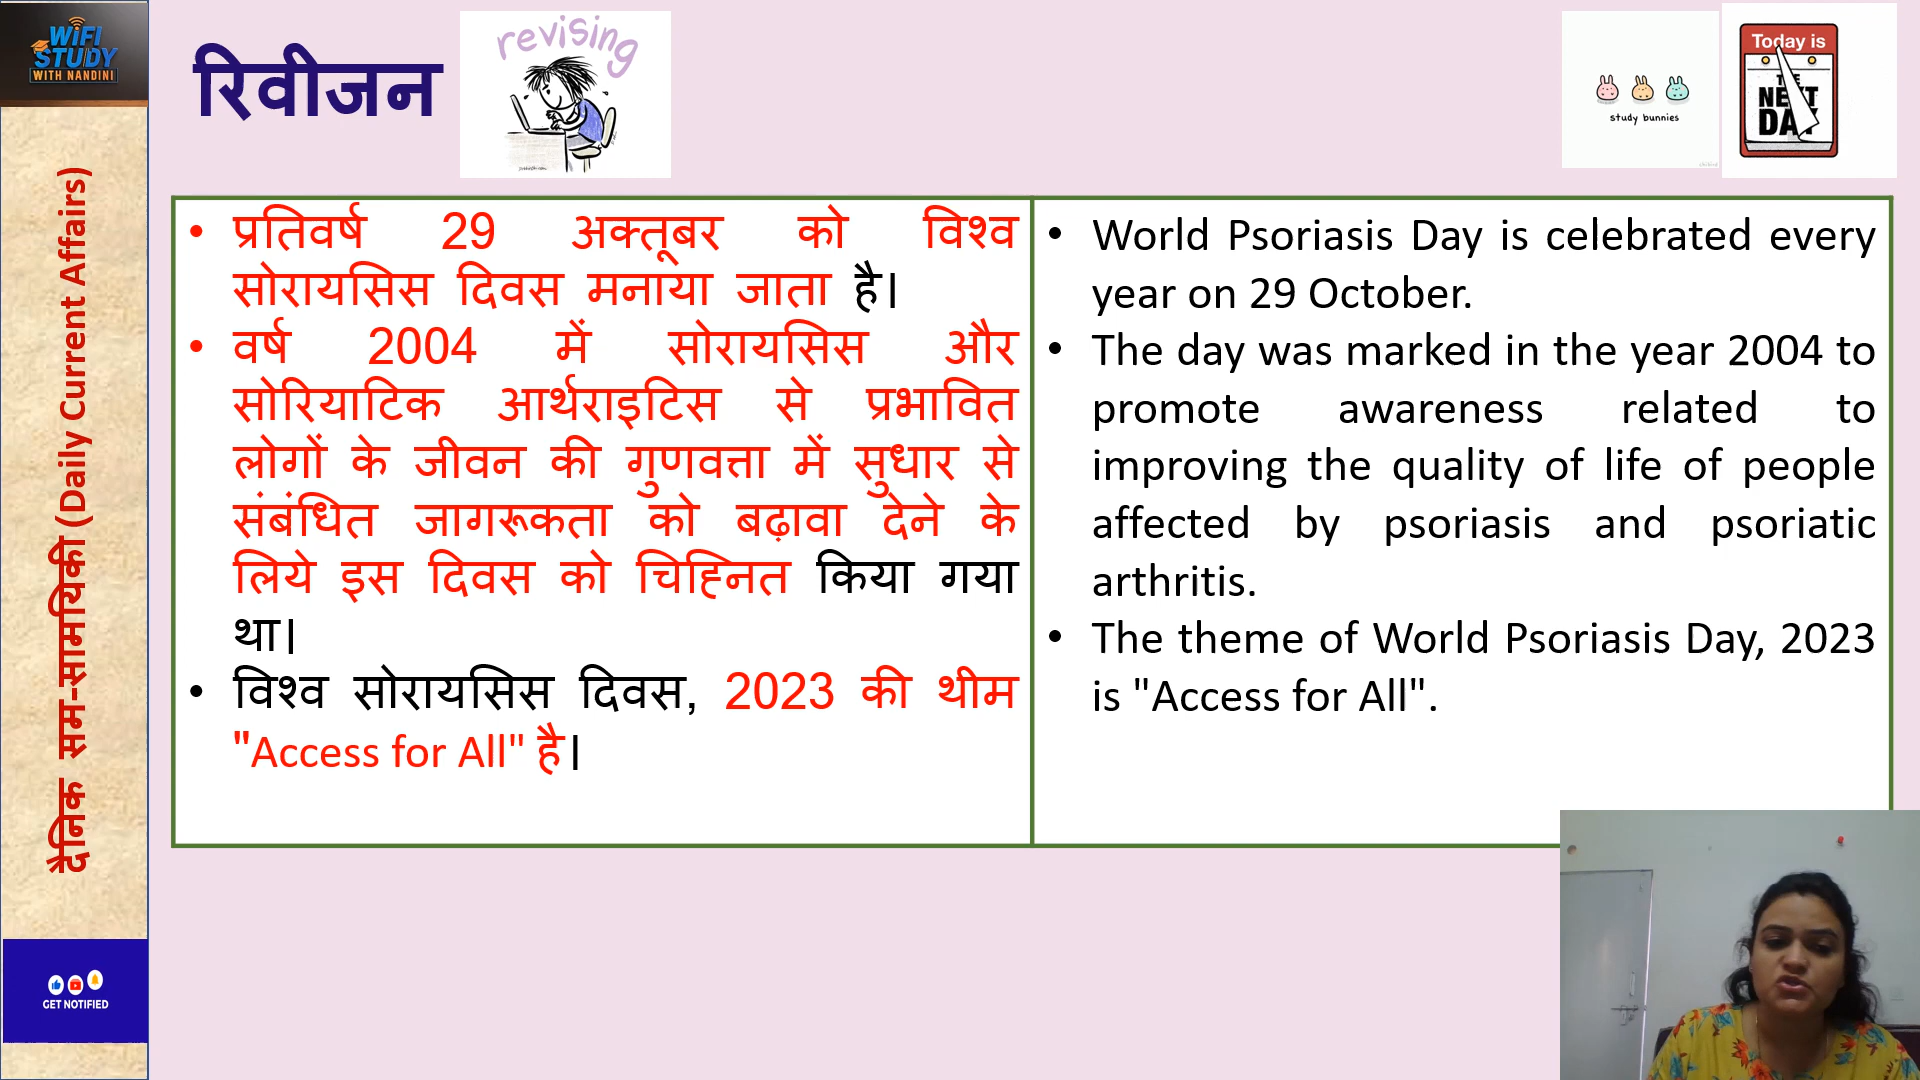 WiFi
STUDY
WITH NANDINI
रिवीजन
revising
study bunnies
Today is
THE
NEXT
DAY
दैनिक सम-सामयिकी (Daily Current Affairs)
• प्रतिवर्ष 29 अक्तूबर को विश्व
सोरायसिस दिवस मनाया जाता है।
• वर्ष 2004 में सोरायसिस और
सोरियाटिक आर्थराइटिस से प्रभावित
लोगों के जीवन की गुणवत्ता में सुधार से
संबंधित जागरूकता को बढ़ावा देने के
लिये इस दिवस को चिह्नित किया गया
था।
• विश्व सोरायसिस दिवस, 2023 की थीम
"Access for All" है।
• World Psoriasis Day is celebrated every
year on 29 October.
• The day was marked in the year 2004 to
promote awareness related to
improving the quality of life of people
affected by psoriasis and psoriatic
arthritis.
• The theme of World Psoriasis Day, 2023
is "Access for All".
GET NOTIFIED